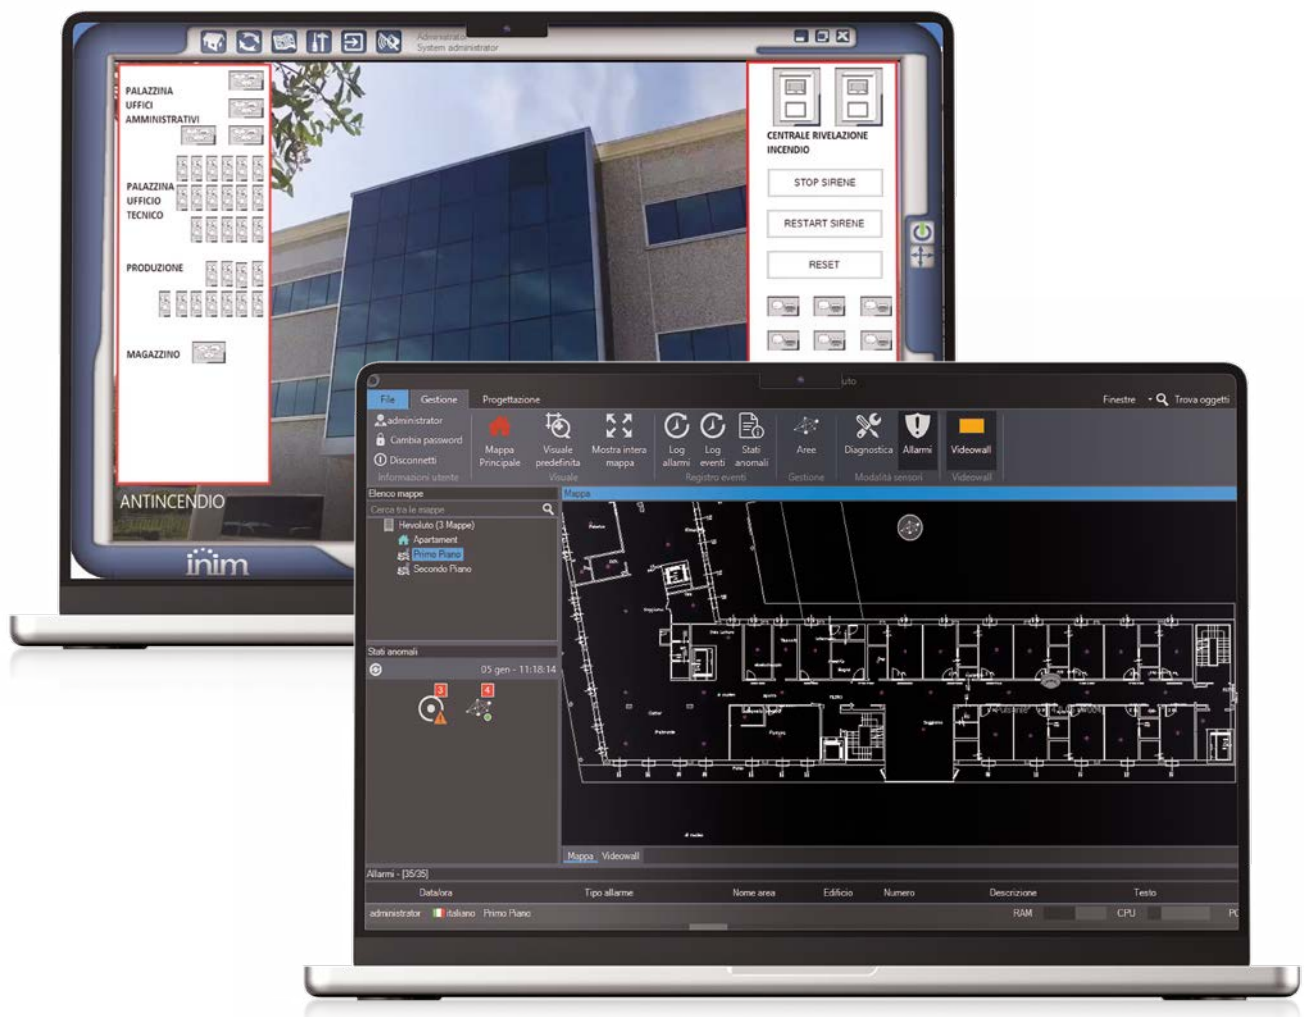 Administrator
System administrator
PALAZZINA
UFFICI
AMMINISTRATIVI
PALAZZINA
UFFICIO
TECNICO
PRODUZIONE
MAGAZZINO
ANTINCENDIO
inim
CENTRALE RIVELAZIONE
INCENDIO
STOP SIRENE
RESTART SIRENE
RESET
uto
File Gestione Progettazione Finestre Trova oggetti
administrator
Cambia password
Disconnetti
Informazioni utente
Mappa
Principale
Visuale
predefinita
Mostra intera
mappa
Visuale
Log
allarmi
Log
eventi
Stati
anomali
Registro eventi
Aree
Gestione
Diagnostica
Allarmi
Modalità sensori
Videowall
Videowall
Elenco mappe
Cerca tra le mappe
Hevoluto (3 Mappe)
Apartament
Primo Piano
Secondo Piano
Stati anomali
05 gen - 11:18:14
3
4
Mappa
Mappa Videowall
Allarmi - [35/35]
Data/ora Tipo allarme Nome area Edificio Numero Descrizione Testo
administrator italiano Primo Piano RAM CPU